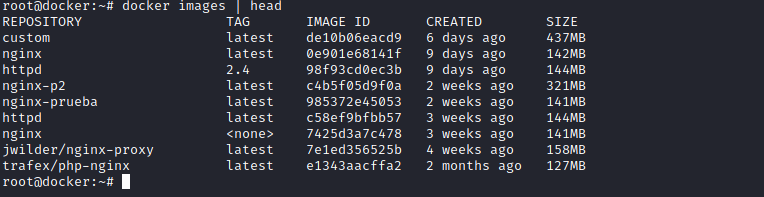 root@docker:~# docker images | head
REPOSITORY TAG IMAGE ID CREATED SIZE
custom latest de10b06eacd9 6 days ago 437MB
nginx latest 0e901e68141f 9 days ago 142MB
httpd 2.4 98f93cd0ec3b 9 days ago 144MB
nginx-p2 latest c4b5f05d9f0a 2 weeks ago 321MB
nginx-prueba latest 985372e45053 2 weeks ago 141MB
httpd latest c58ef9bfbb57 3 weeks ago 144MB
nginx <none> 7425d3a7c478 3 weeks ago 141MB
jwilder/nginx-proxy latest 7e1ed356525b 4 weeks ago 158MB
trafex/php-nginx latest e1343aacffa2 2 months ago 127MB
root@docker:~#